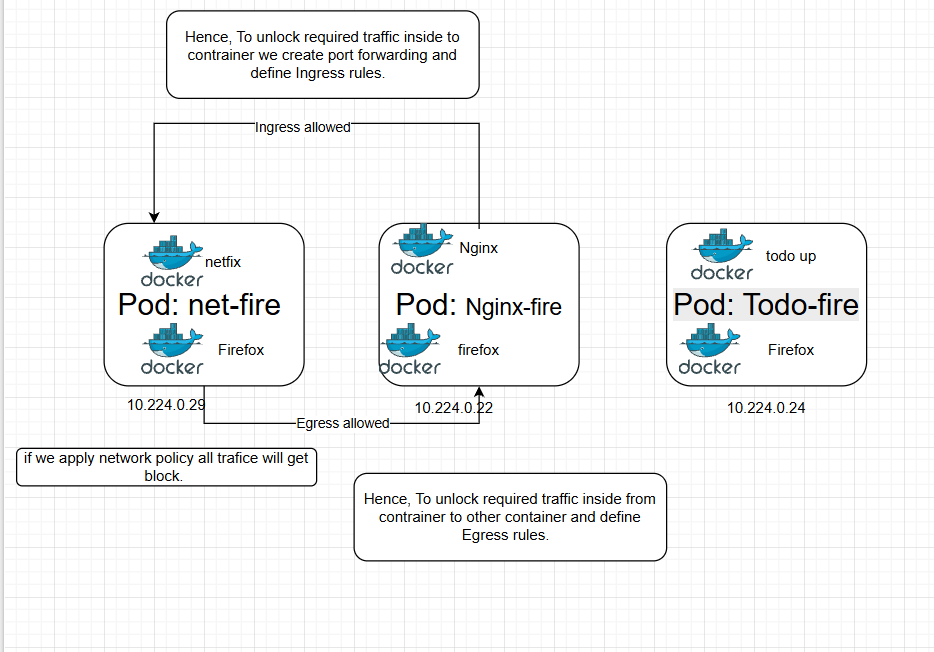 Hence, To unlock required traffic inside to
contrainer we create port forwarding and
define Ingress rules.
Ingress allowed
docker
netfix
Pod: net-fire
docker
Firefox
10.224.0.29
docker
Nginx
Pod: Nginx-fire
docker
firefox
10.224.0.22
docker
todo up
Pod: Todo-fire
docker
Firefox
10.224.0.24
Egress allowed
if we apply network policy all trafice will get
block.
Hence, To unlock required traffic inside from
contrainer to other container and define
Egress rules.